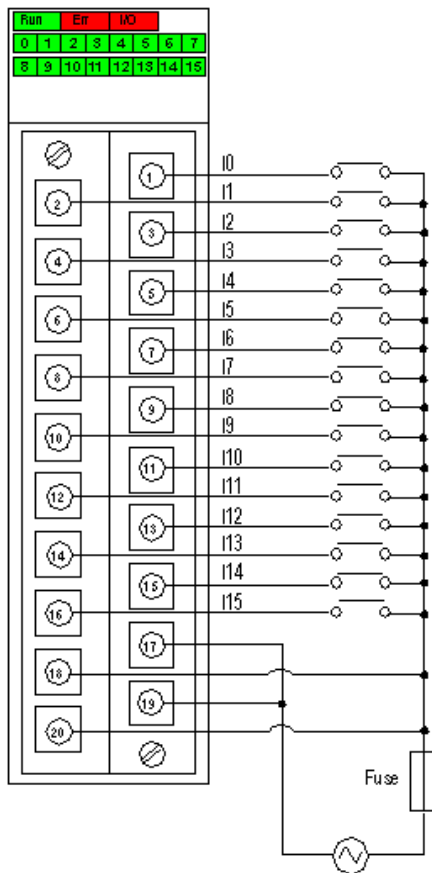 Run Err I/O
0 1 2 3 4 5 6 7
8 9 10 11 12 13 14 15
1 I0
2 I1
3 I2
4 I3
5 I4
6 I5
7 I6
8 I7
9 I8
10 I9
11 I10
12 I11
13 I12
14 I13
15 I14
16 I15
17
18
19
20
Fuse